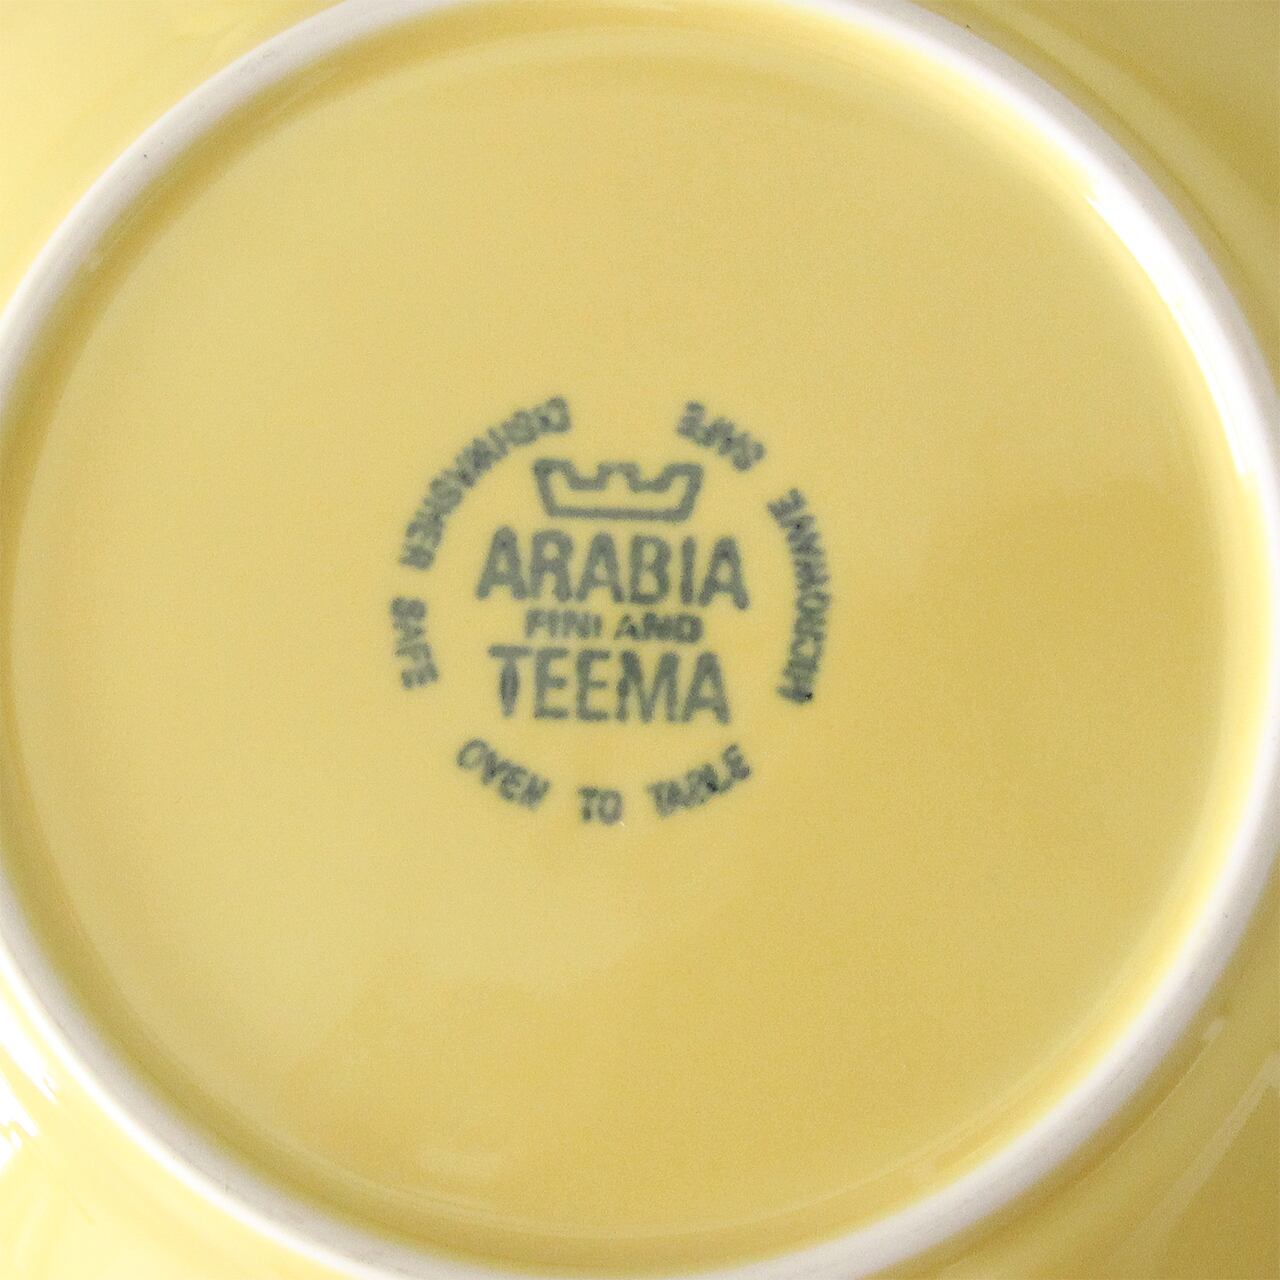 ARABIA
FINLAND
TEEMA
DISHWASHER SAFE
OVEN TO TABLE
MICROWAVE SAFE